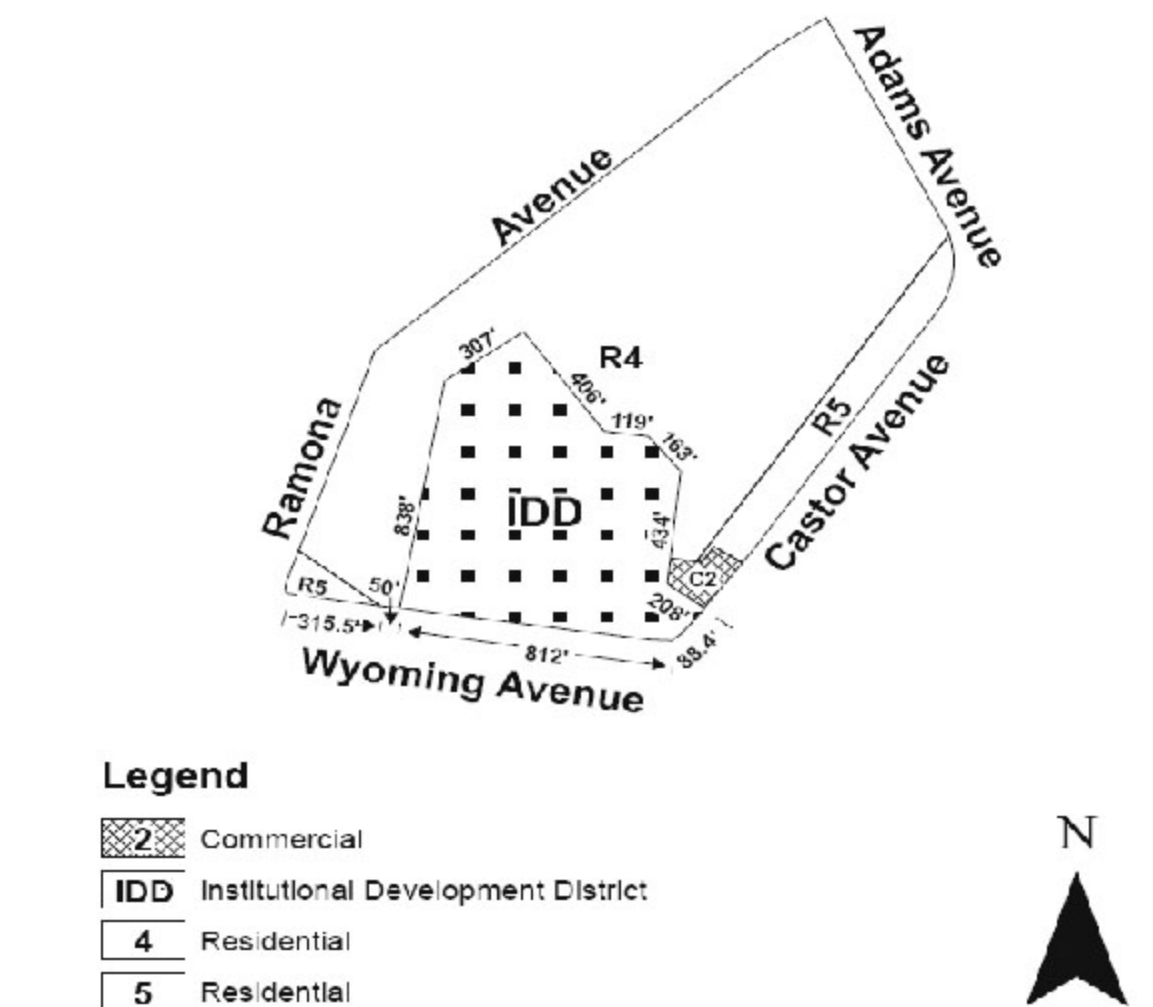 Adams Avenue
Avenue
307'
R4
406'
119'
163'
R5
Ramona
Castor Avenue
838'
IDD
434'
C2
R5
50'
208'
315.5'
812'
38.4'
Wyoming Avenue
Legend
2 Commercial
IDD Institutional Development District
4 Residential
5 Residential
N